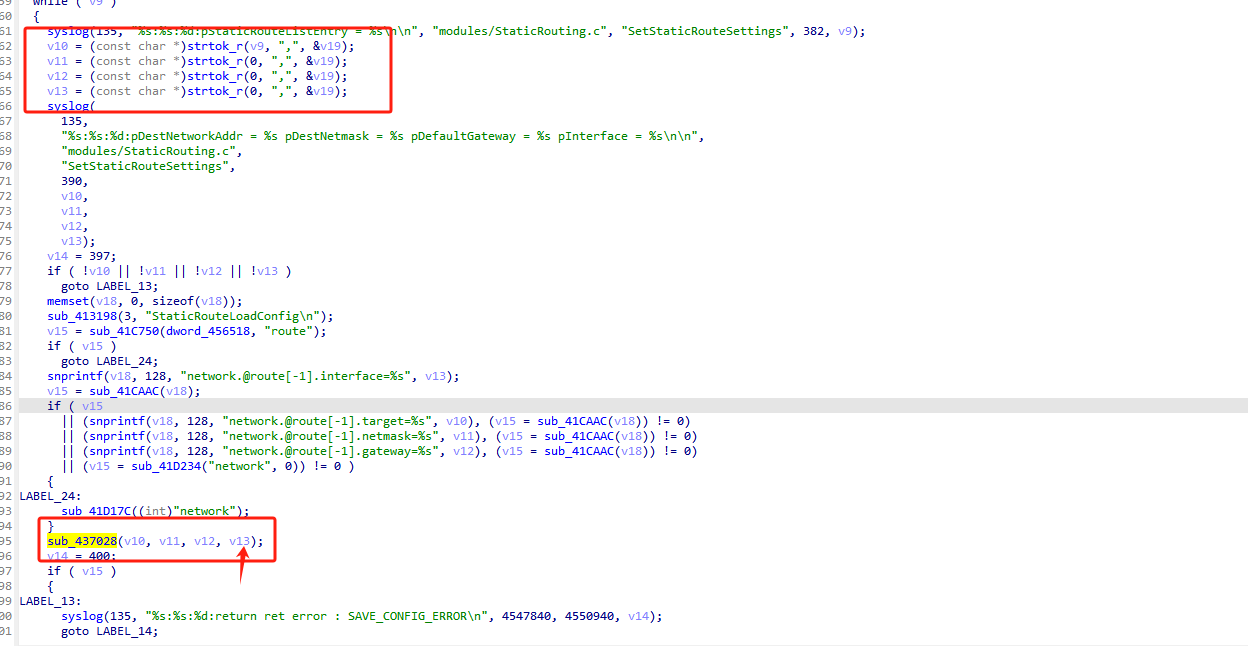 59 while ( v9 )
60 {
61 syslog(135, "%s:%s:%d:pStaticRouteListEntry = %s\n\n", "modules/StaticRouting.c", "SetStaticRouteSettings", 382, v9);
62 v10 = (const char *)strtok_r(v9, ",", &v19);
63 v11 = (const char *)strtok_r(0, ",", &v19);
64 v12 = (const char *)strtok_r(0, ",", &v19);
65 v13 = (const char *)strtok_r(0, ",", &v19);
66 syslog(
67 135,
68 "%s:%s:%d:pDestNetworkAddr = %s pDestNetmask = %s pDefaultGateway = %s pInterface = %s\n\n",
69 "modules/StaticRouting.c",
70 "SetStaticRouteSettings",
71 390,
72 v10,
73 v11,
74 v12,
75 v13);
76 v14 = 397;
77 if ( !v10 || !v11 || !v12 || !v13 )
78 goto LABEL_13;
79 memset(v18, 0, sizeof(v18));
80 sub_413198(3, "StaticRouteLoadConfig\n");
81 v15 = sub_41C750(dword_456518, "route");
82 if ( v15 )
83 goto LABEL_24;
84 snprintf(v18, 128, "network.@route[-1].interface=%s", v13);
85 v15 = sub_41CAAC(v18);
86 if ( v15
87 || (snprintf(v18, 128, "network.@route[-1].target=%s", v10), (v15 = sub_41CAAC(v18)) != 0)
88 || (snprintf(v18, 128, "network.@route[-1].netmask=%s", v11), (v15 = sub_41CAAC(v18)) != 0)
89 || (snprintf(v18, 128, "network.@route[-1].gateway=%s", v12), (v15 = sub_41CAAC(v18)) != 0)
90 || (v15 = sub_41D234("network", 0)) != 0 )
91 {
92 LABEL_24:
93 sub_41D17C((int)"network");
94 }
95 sub_437028(v10, v11, v12, v13);
96 v14 = 400;
97 if ( v15 )
98 {
99 LABEL_13:
00 syslog(135, "%s:%s:%d:return ret error : SAVE_CONFIG_ERROR\n", 4547840, 4550940, v14);
01 goto LABEL_14;